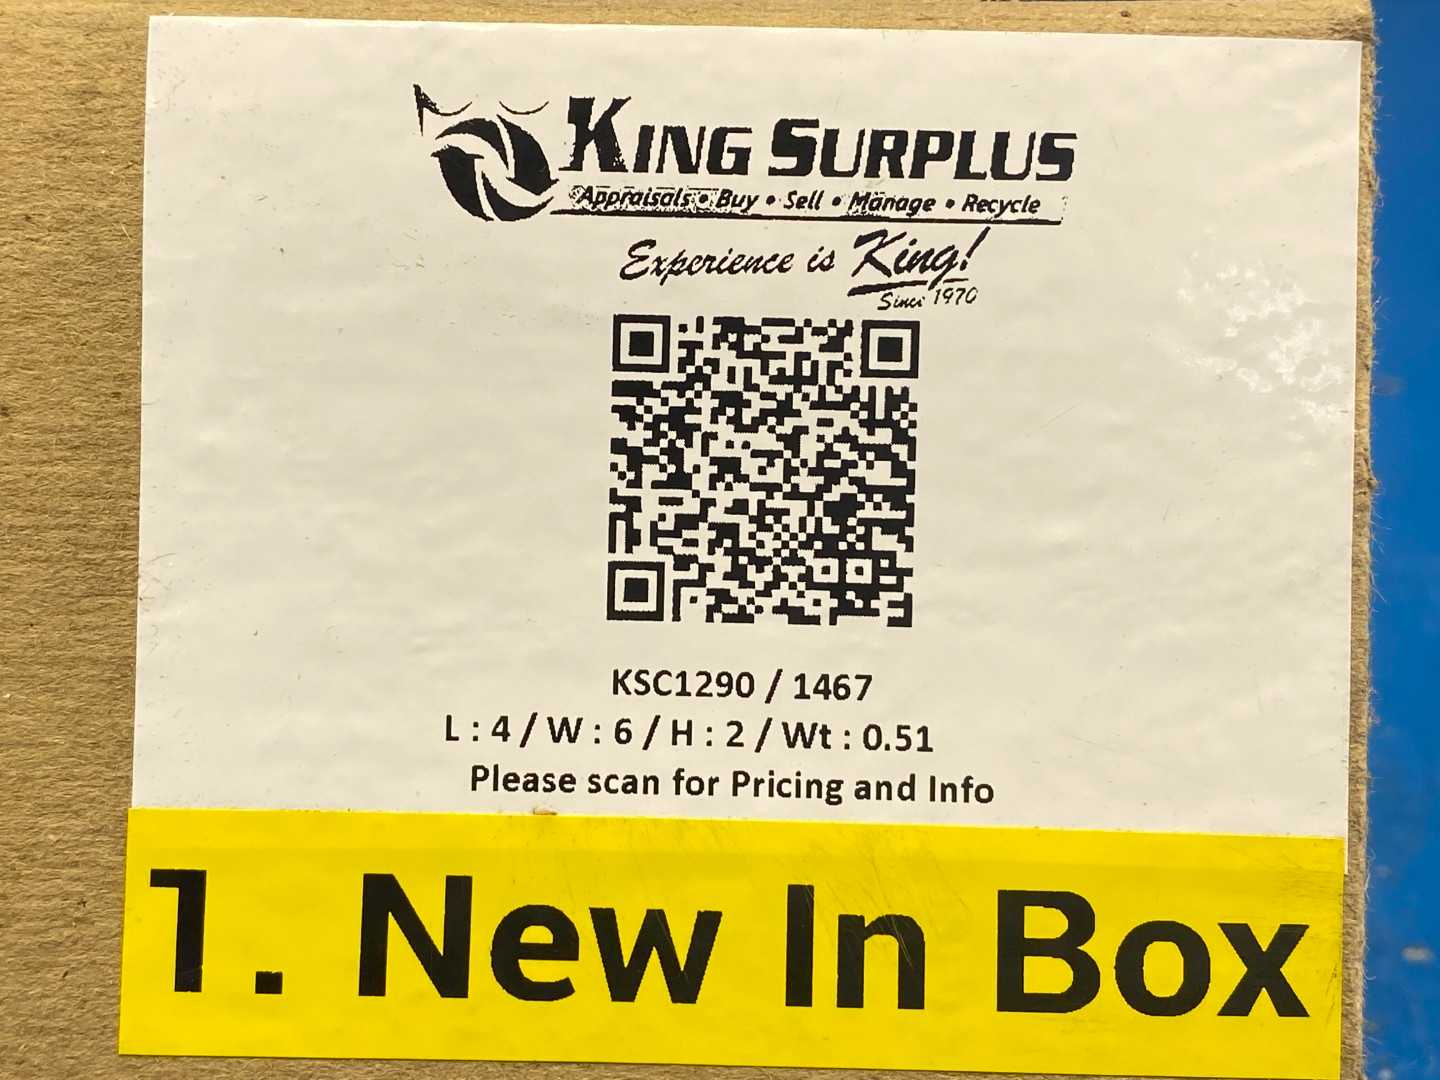 KING SURPLUS
Appraisals • Buy • Sell • Manage • Recycle
Experience is King!
Since 1970
KSC1290 / 1467
L : 4 / W : 6 / H : 2 / Wt : 0.51
Please scan for Pricing and Info
1. New In Box